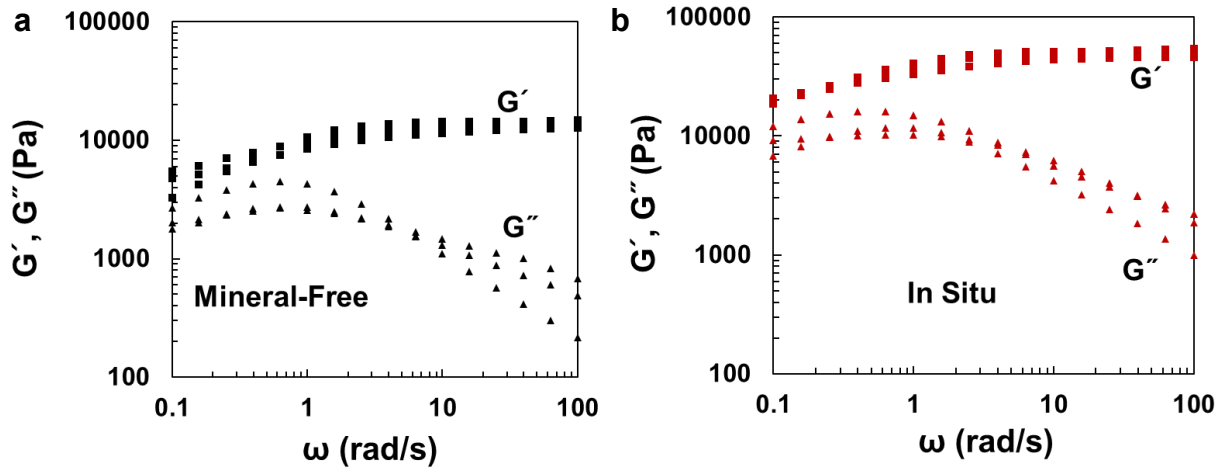 a
100000
10000
1000
100
G′, G″ (Pa)
G′
G″
Mineral-Free
0.1 1 10 100
ω (rad/s)
b
100000
10000
1000
100
G′, G″ (Pa)
G′
G″
In Situ
0.1 1 10 100
ω (rad/s)